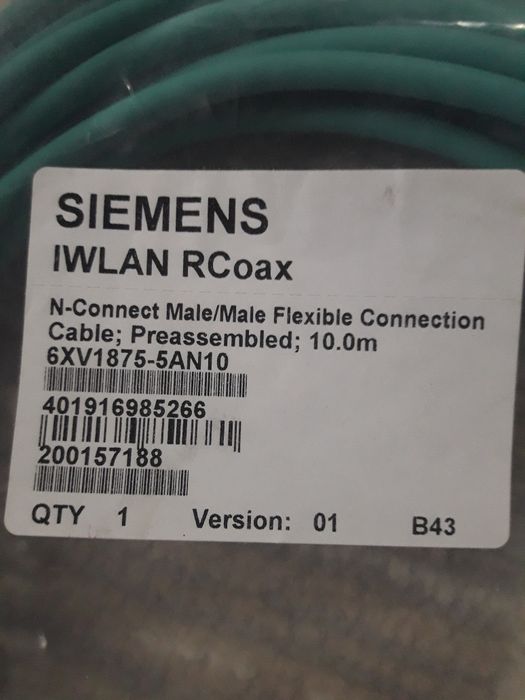 SIEMENS
IWLAN RCoax
N-Connect Male/Male Flexible Connection
Cable; Preassembled; 10.0m
6XV1875-5AN10
401916985266
200157188
QTY 1 Version: 01 B43